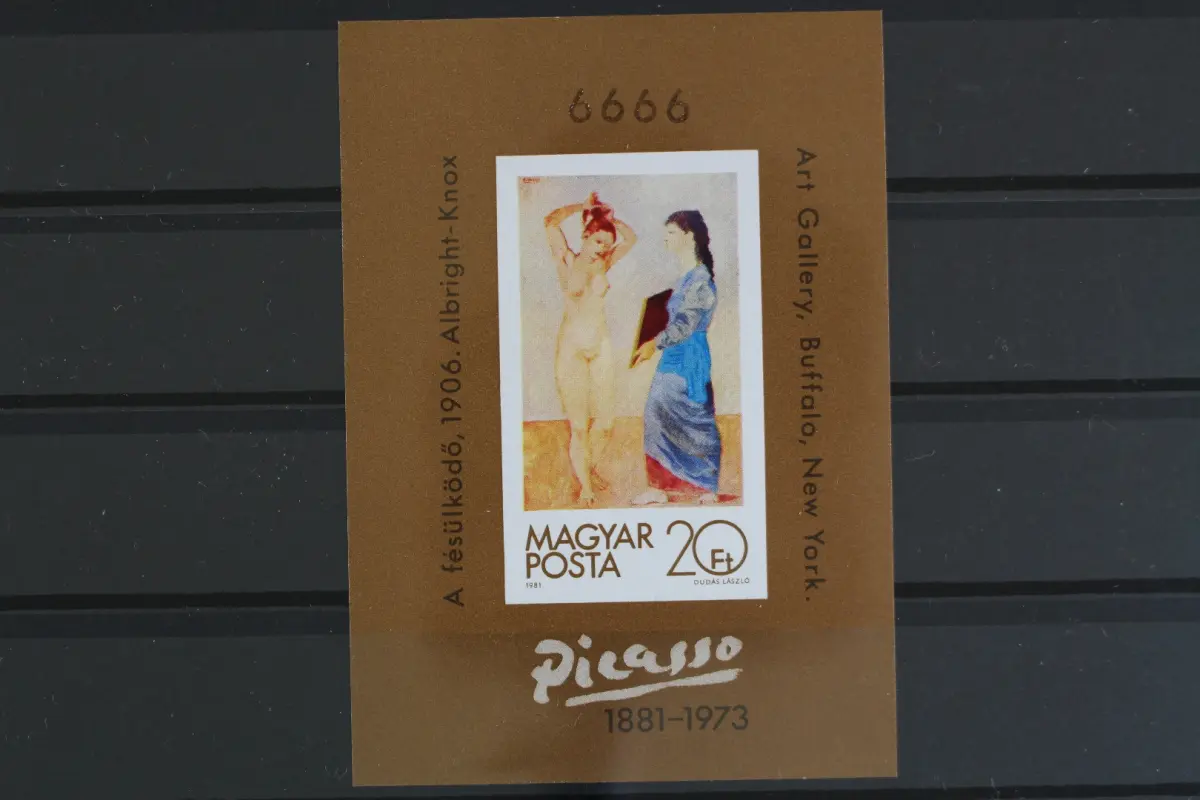 6666
A fésülködő, 1906. Albright-Knox
Art Gallery, Buffalo, New York.
MAGYAR
POSTA
20 Ft
1981
DUDÁS LÁSZLÓ
Picasso
1881-1973